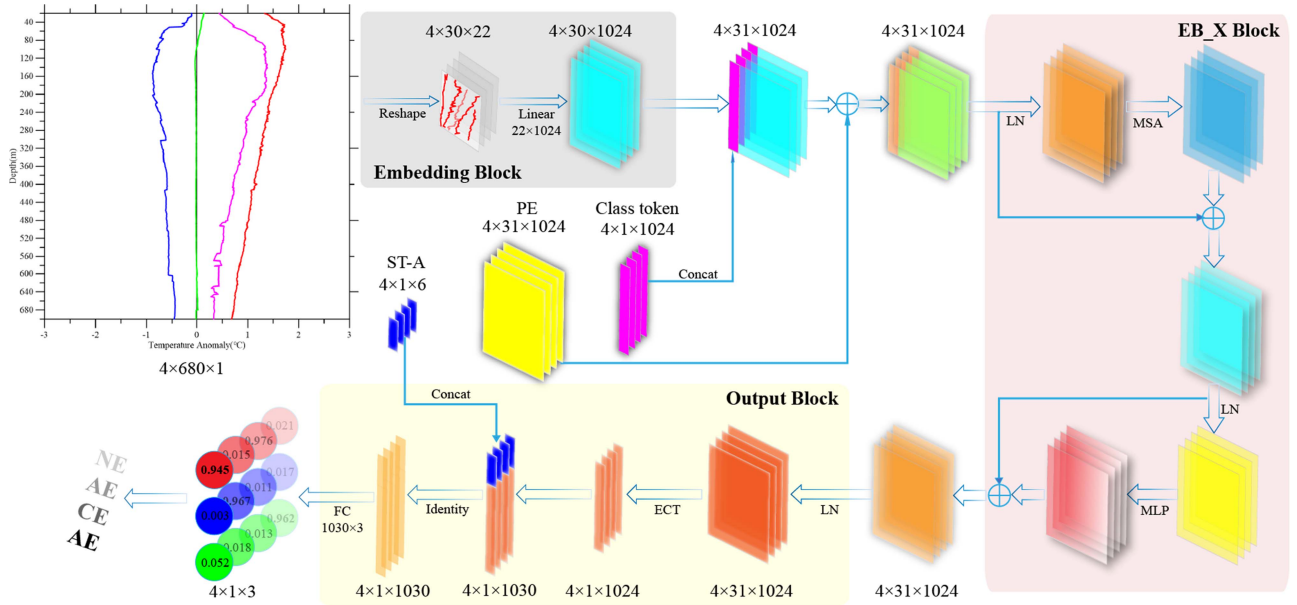 40
80
120
160
200
240
280
320
360
400
440
480
520
560
600
640
680
Depth(m)
-3
-2
-1
0
1
2
3
Temperature Anomaly(°C)
4×680×1
4×30×22
4×30×1024
Reshape
Linear
22×1024
Embedding Block
4×31×1024
4×31×1024
EB_X Block
LN
MSA
PE
4×31×1024
Class token
4×1×1024
Concat
ST-A
4×1×6
Concat
LN
MLP
Output Block
4×31×1024
LN
4×31×1024
ECT
4×1×1024
4×1×1030
Identity
4×1×1030
FC
1030×3
0.021
0.976
0.015
0.945
0.017
0.011
0.967
0.003
0.962
0.013
0.018
0.052
4×1×3
NE
AE
CE
AE